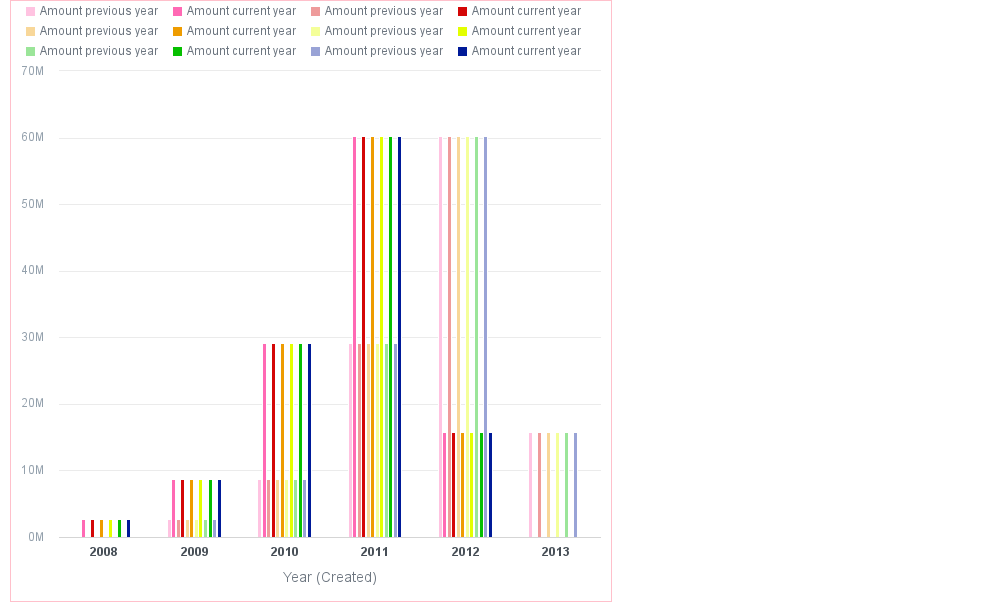 Amount previous year Amount current year Amount previous year Amount current year
Amount previous year Amount current year Amount previous year Amount current year
Amount previous year Amount current year Amount previous year Amount current year
70M
60M
50M
40M
30M
20M
10M
0M
2008 2009 2010 2011 2012 2013
Year (Created)